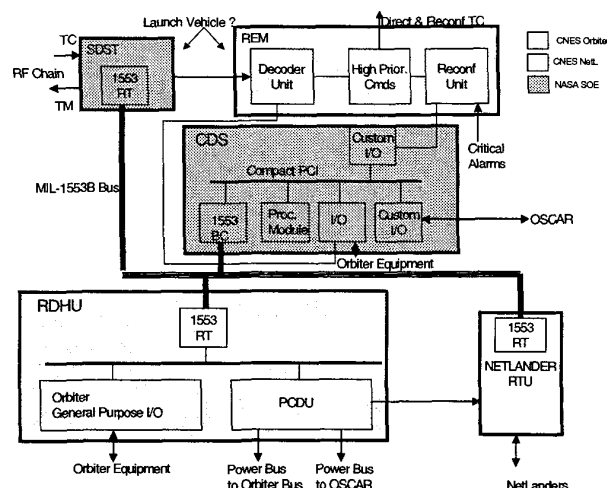 Launch Vehicle ?
Direct & Reconf TC
TC
SDST
REM
CNES Orbiter
CNES NetL
NASA SOE
RF Chain
TM
1553
RT
Decoder
Unit
High Prior.
Cmds
Reconf
Unit
CDS
Custom
I/O
Critical
Alarms
Compact PCI
MIL-1553B Bus
1553
BC
Proc.
Module
I/O
Custom
I/O
OSCAR
Orbiter Equipment
RDHU
1553
RT
1553
RT
NETLANDER
RTU
Orbiter
General Purpose I/O
PCDU
Orbiter Equipment
Power Bus
to Orbiter Bus
Power Bus
to OSCAR
NetLanders